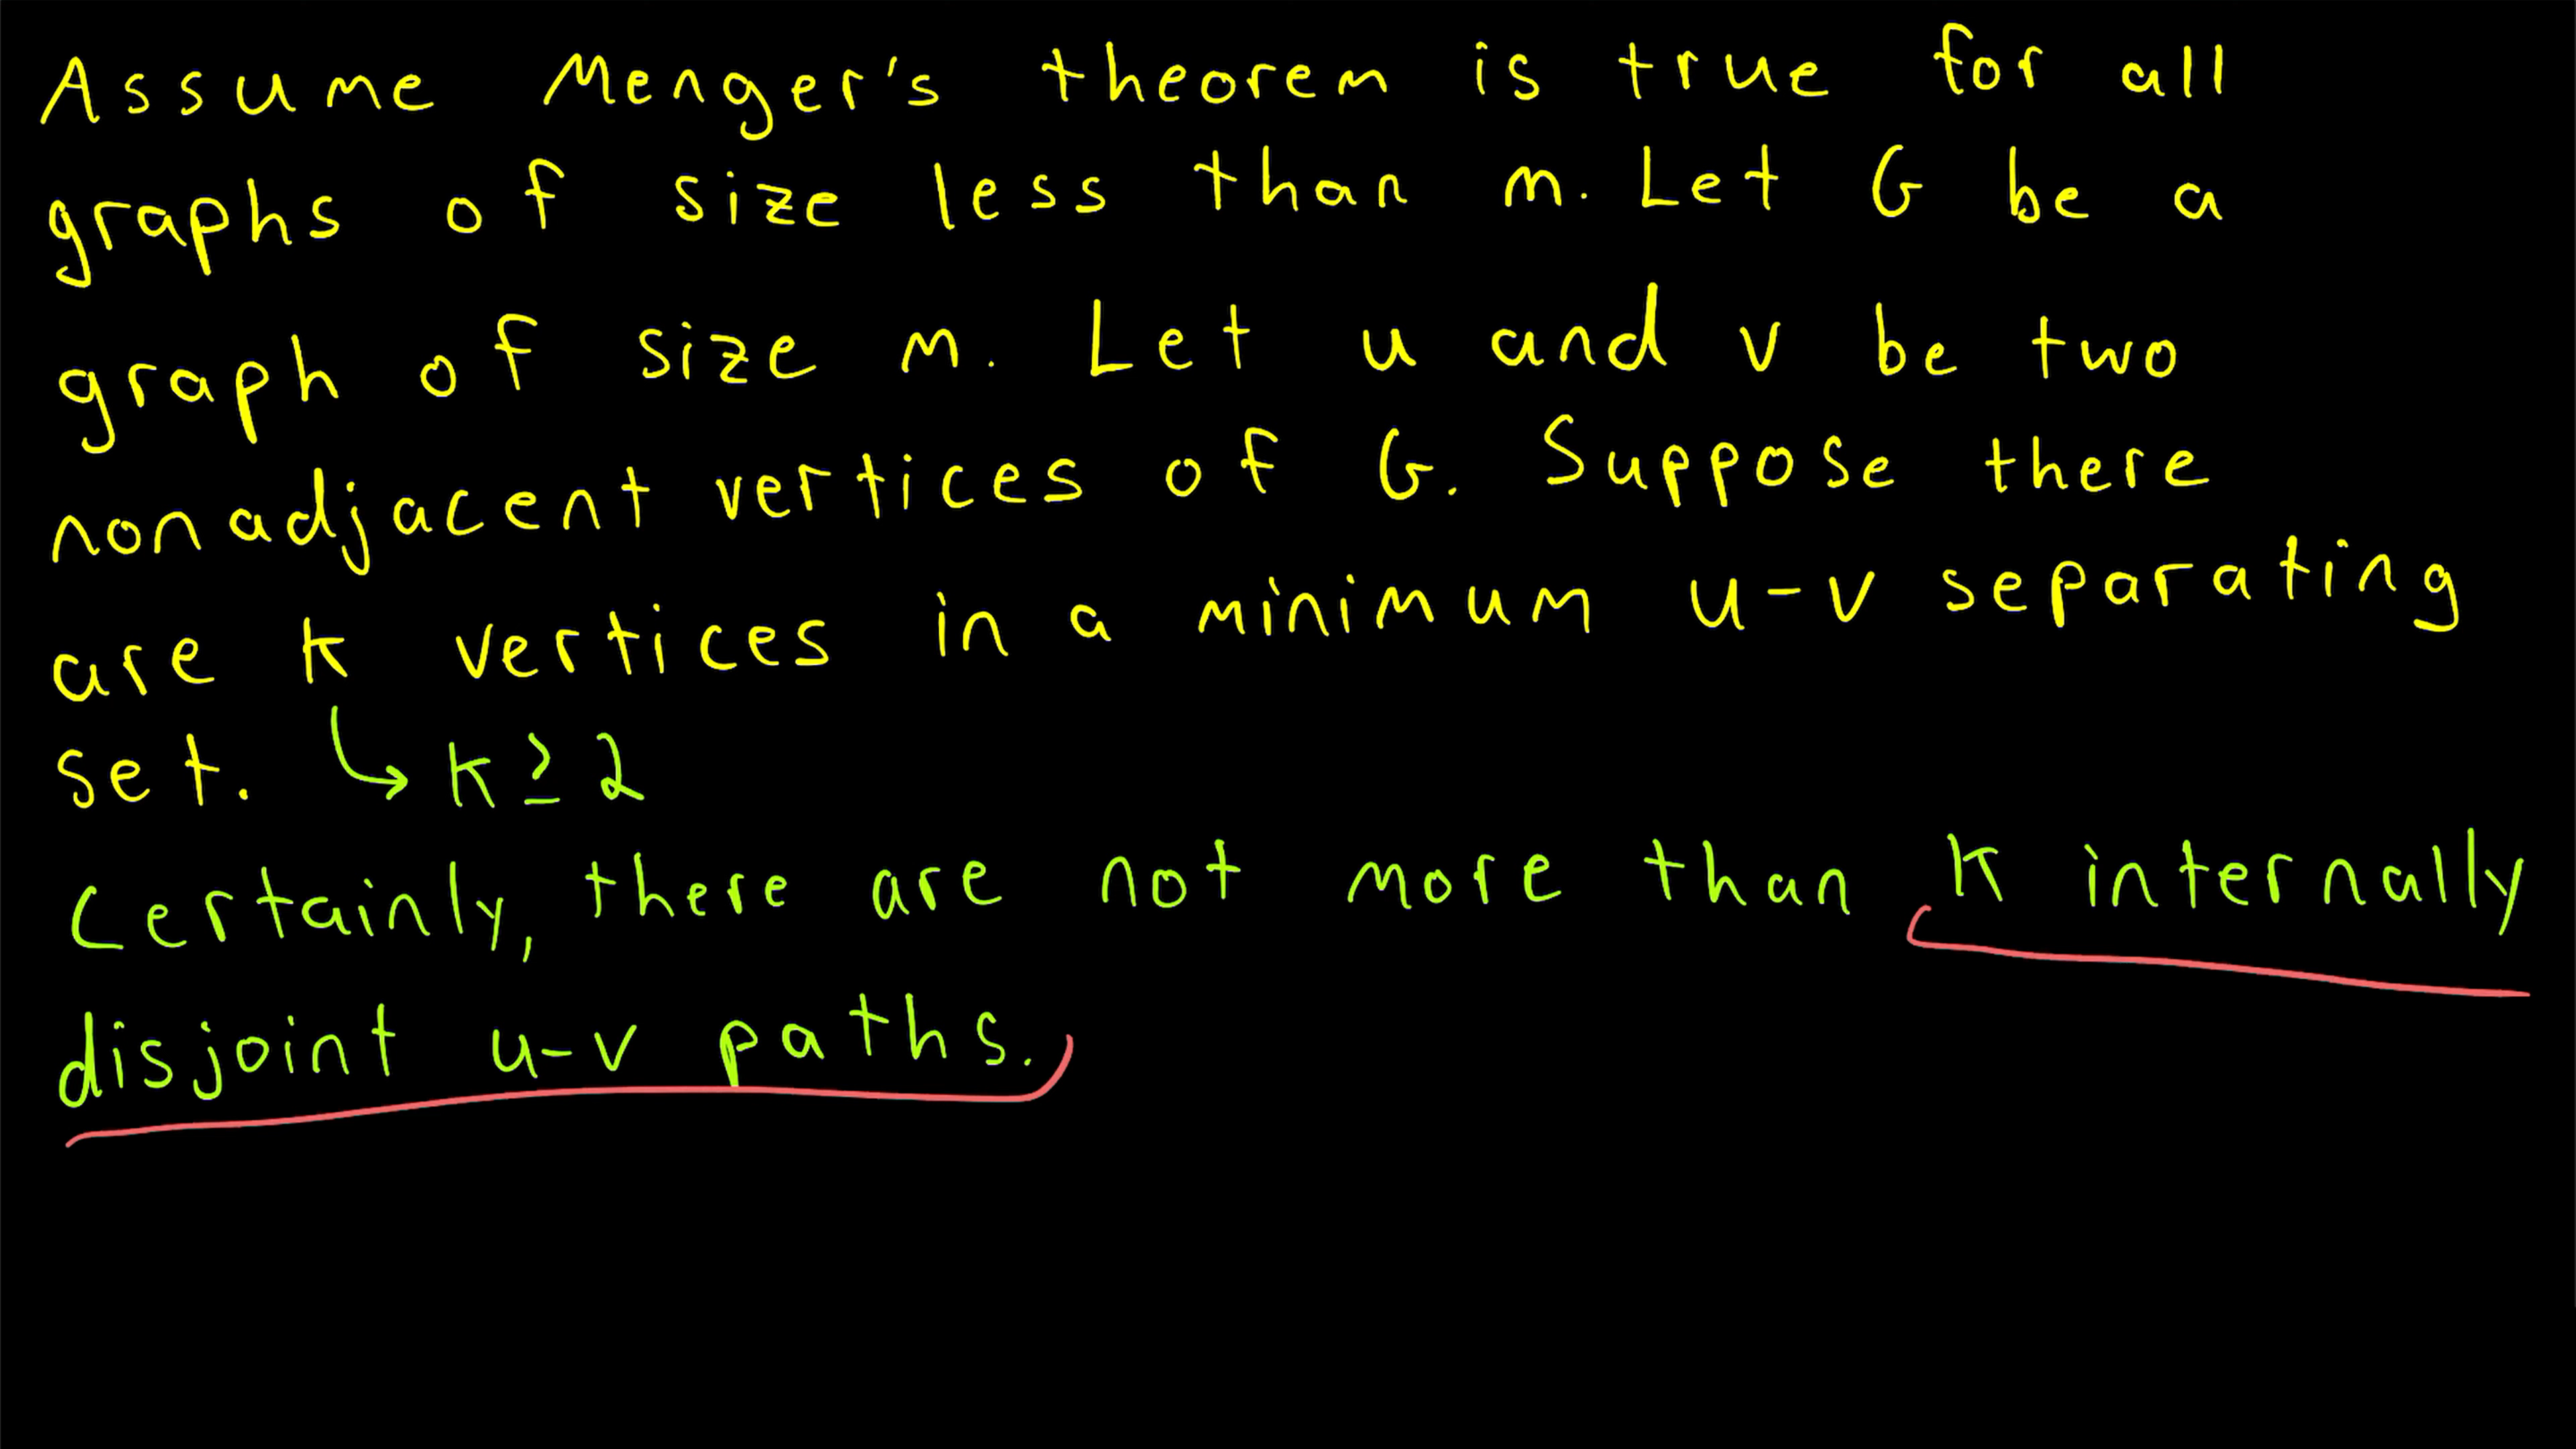 Assume Menger's theorem is true for all
graphs of size less than m. Let G be a
graph of size m. Let u and v be two
nonadjacent vertices of G. Suppose there
are k vertices in a minimum u-v separating
set. ↳ k ≥ 2
Certainly, there are not more than k internally
disjoint u-v paths.